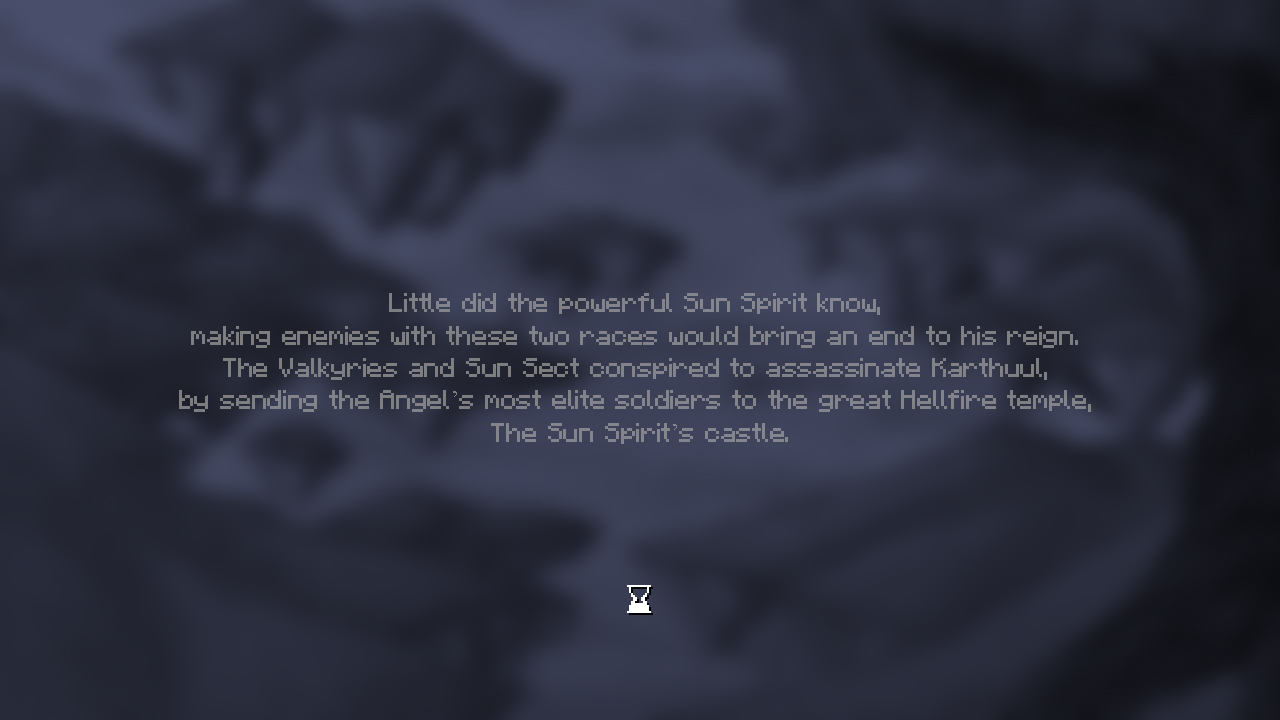 Little did the powerful Sun Spirit know,
making enemies with these two races would bring an end to his reign.
The Valkyries and Sun Sect conspired to assassinate Karthuul,
by sending the Angel's most elite soldiers to the great Hellfire temple,
The Sun Spirit's castle.